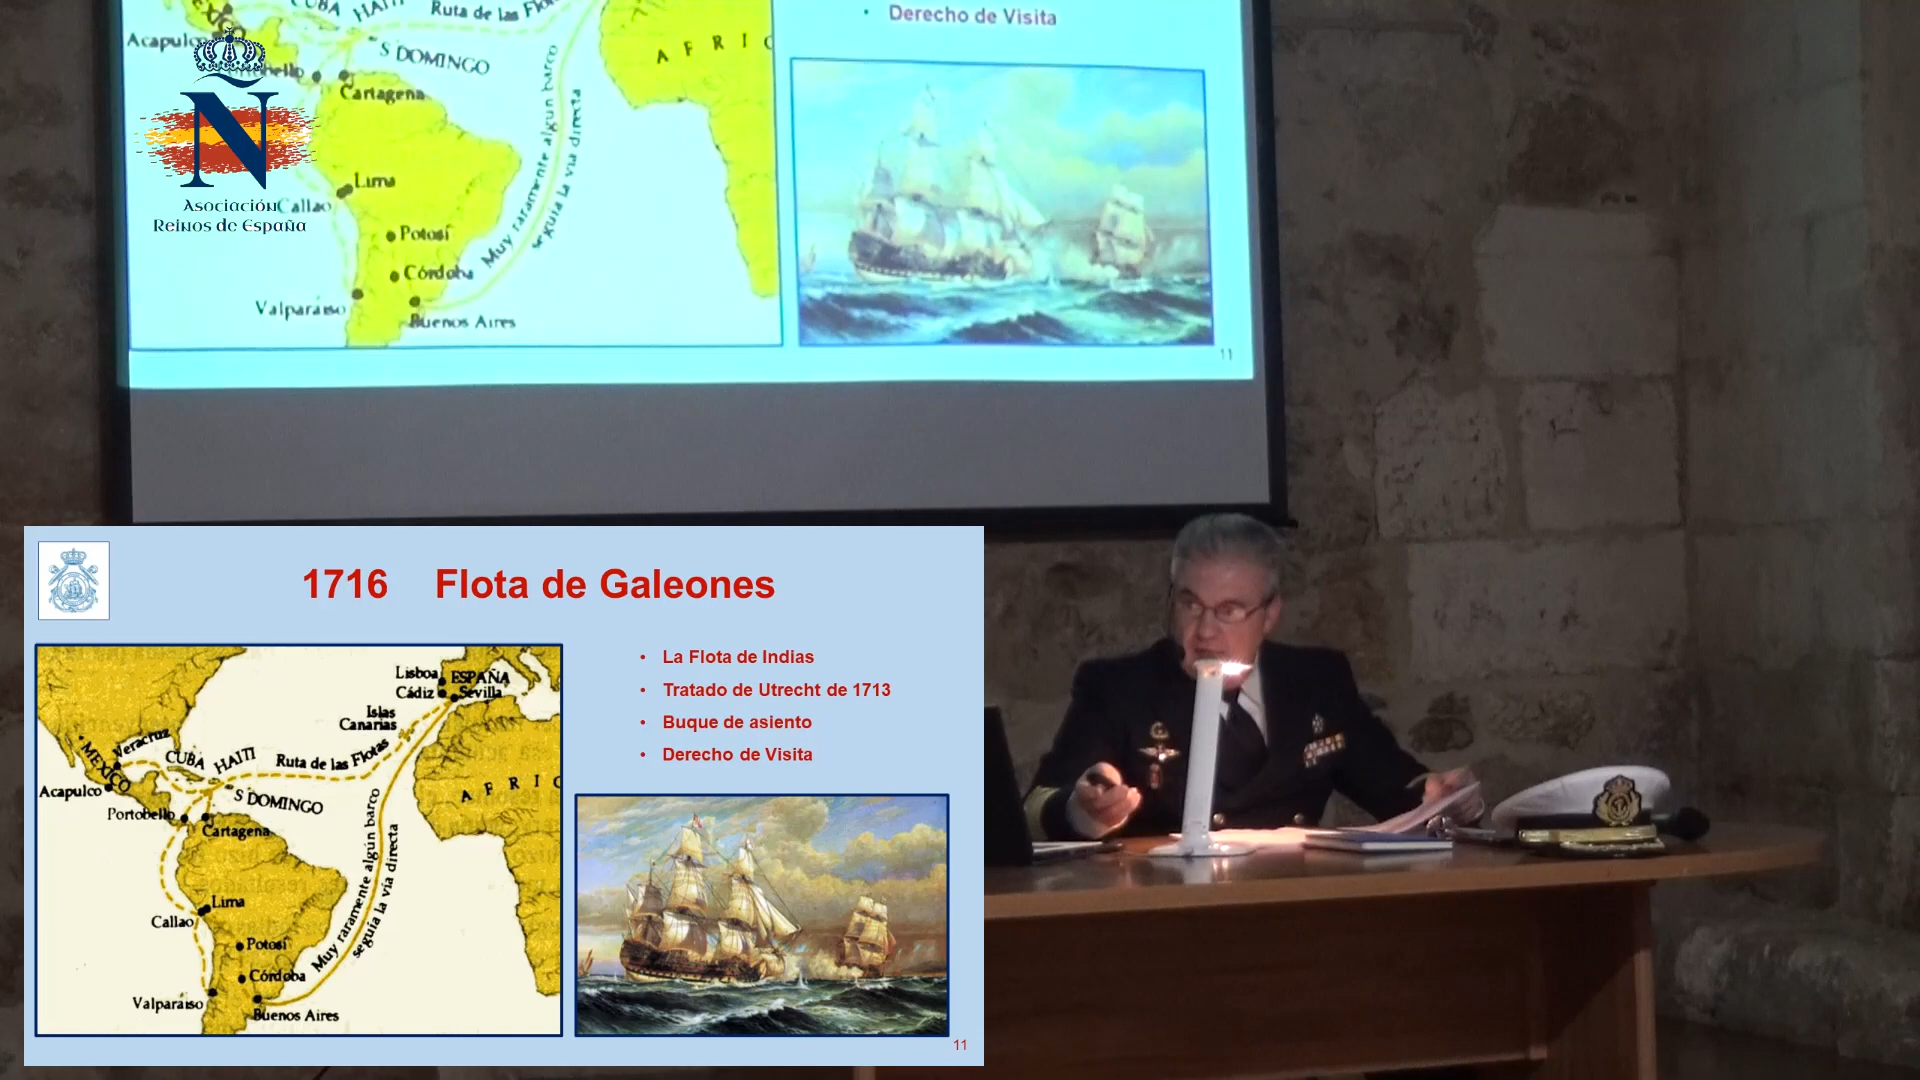 CUBA
HAITI
Ruta de las Flo
Acapulco
S DOMINGO
Cartagena
Lima
Callao
Potosí
Córdoba
Valparaíso
Buenos Aires
Muy raramente algún barco
seguía la vía directa
A F R I C
• Derecho de Visita
11
Ñ
Asociación
Reinos de España
1716 Flota de Galeones
• La Flota de Indias
• Tratado de Utrecht de 1713
• Buque de asiento
• Derecho de Visita
Lisboa
ESPAÑA
Cádiz
Sevilla
Islas
Canarias
Veracruz
MEXICO
CUBA
HAITI
Ruta de las Flotas
Acapulco
S DOMINGO
A F R I C
Portobello
Cartagena
Lima
Callao
Potosí
Córdoba
Valparaíso
Buenos Aires
Muy raramente algún barco
seguía la vía directa
11